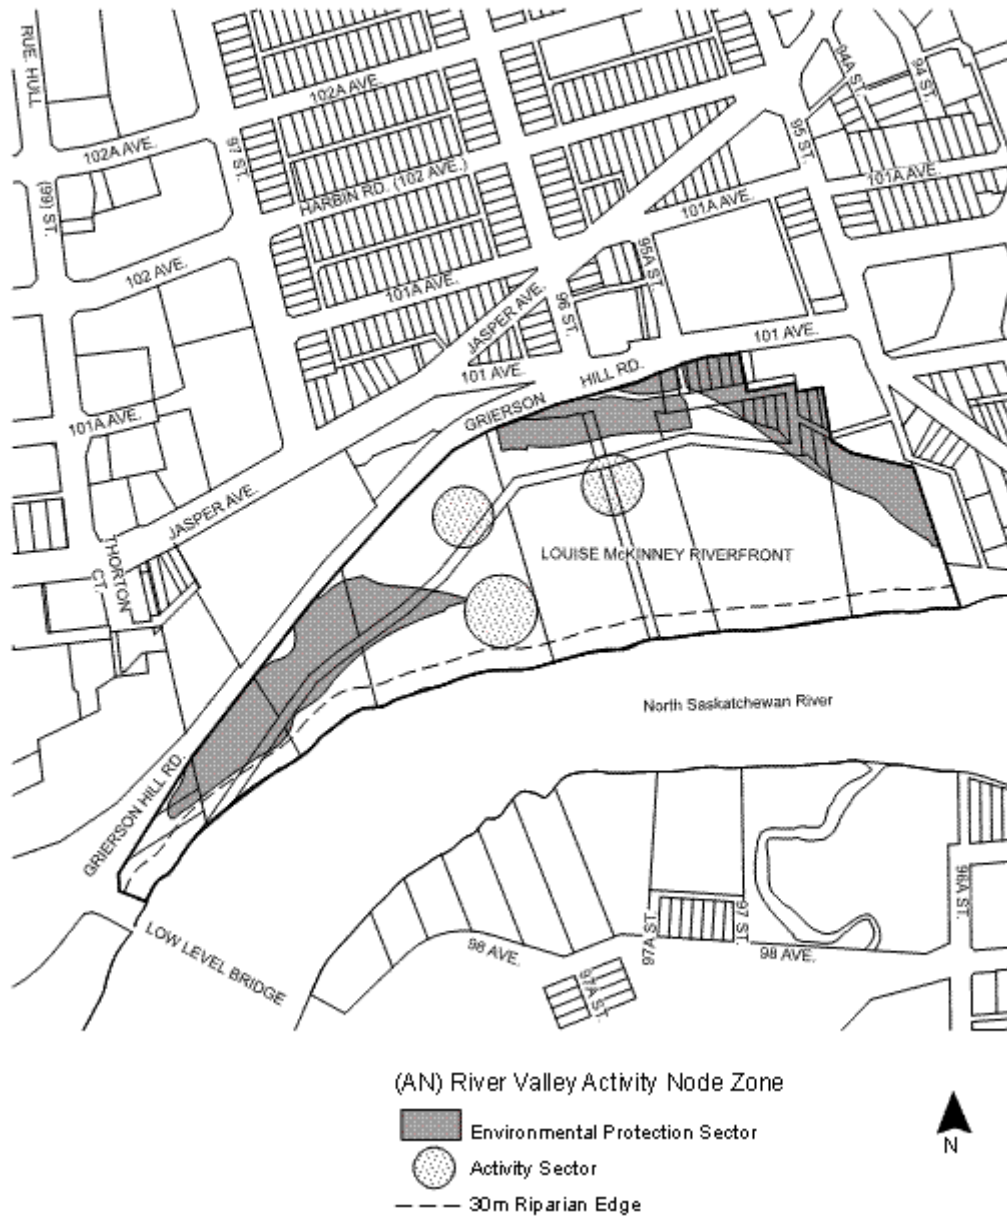 RUE. HULL
102A AVE.
94A ST.
94 ST.
102A AVE.
97 ST.
95 ST.
HARBIN RD. (102 AVE.)
101A AVE.
(99) ST.
101A AVE.
95A ST.
102 AVE.
101A AVE.
JASPER AVE.
96 ST.
101 AVE.
101 AVE.
HILL RD.
GRIERSON
101A AVE.
JASPER AVE.
THORTON
CT.
LOUISE McKINNEY RIVERFRONT
North Saskatchewan River
GRIERSON HILL RD.
LOW LEVEL BRIDGE
98 AVE.
97A ST.
97 ST.
98 AVE.
96A ST.
97A ST.
(AN) River Valley Activity Node Zone
Environmental Protection Sector
Activity Sector
30m Riparian Edge
N